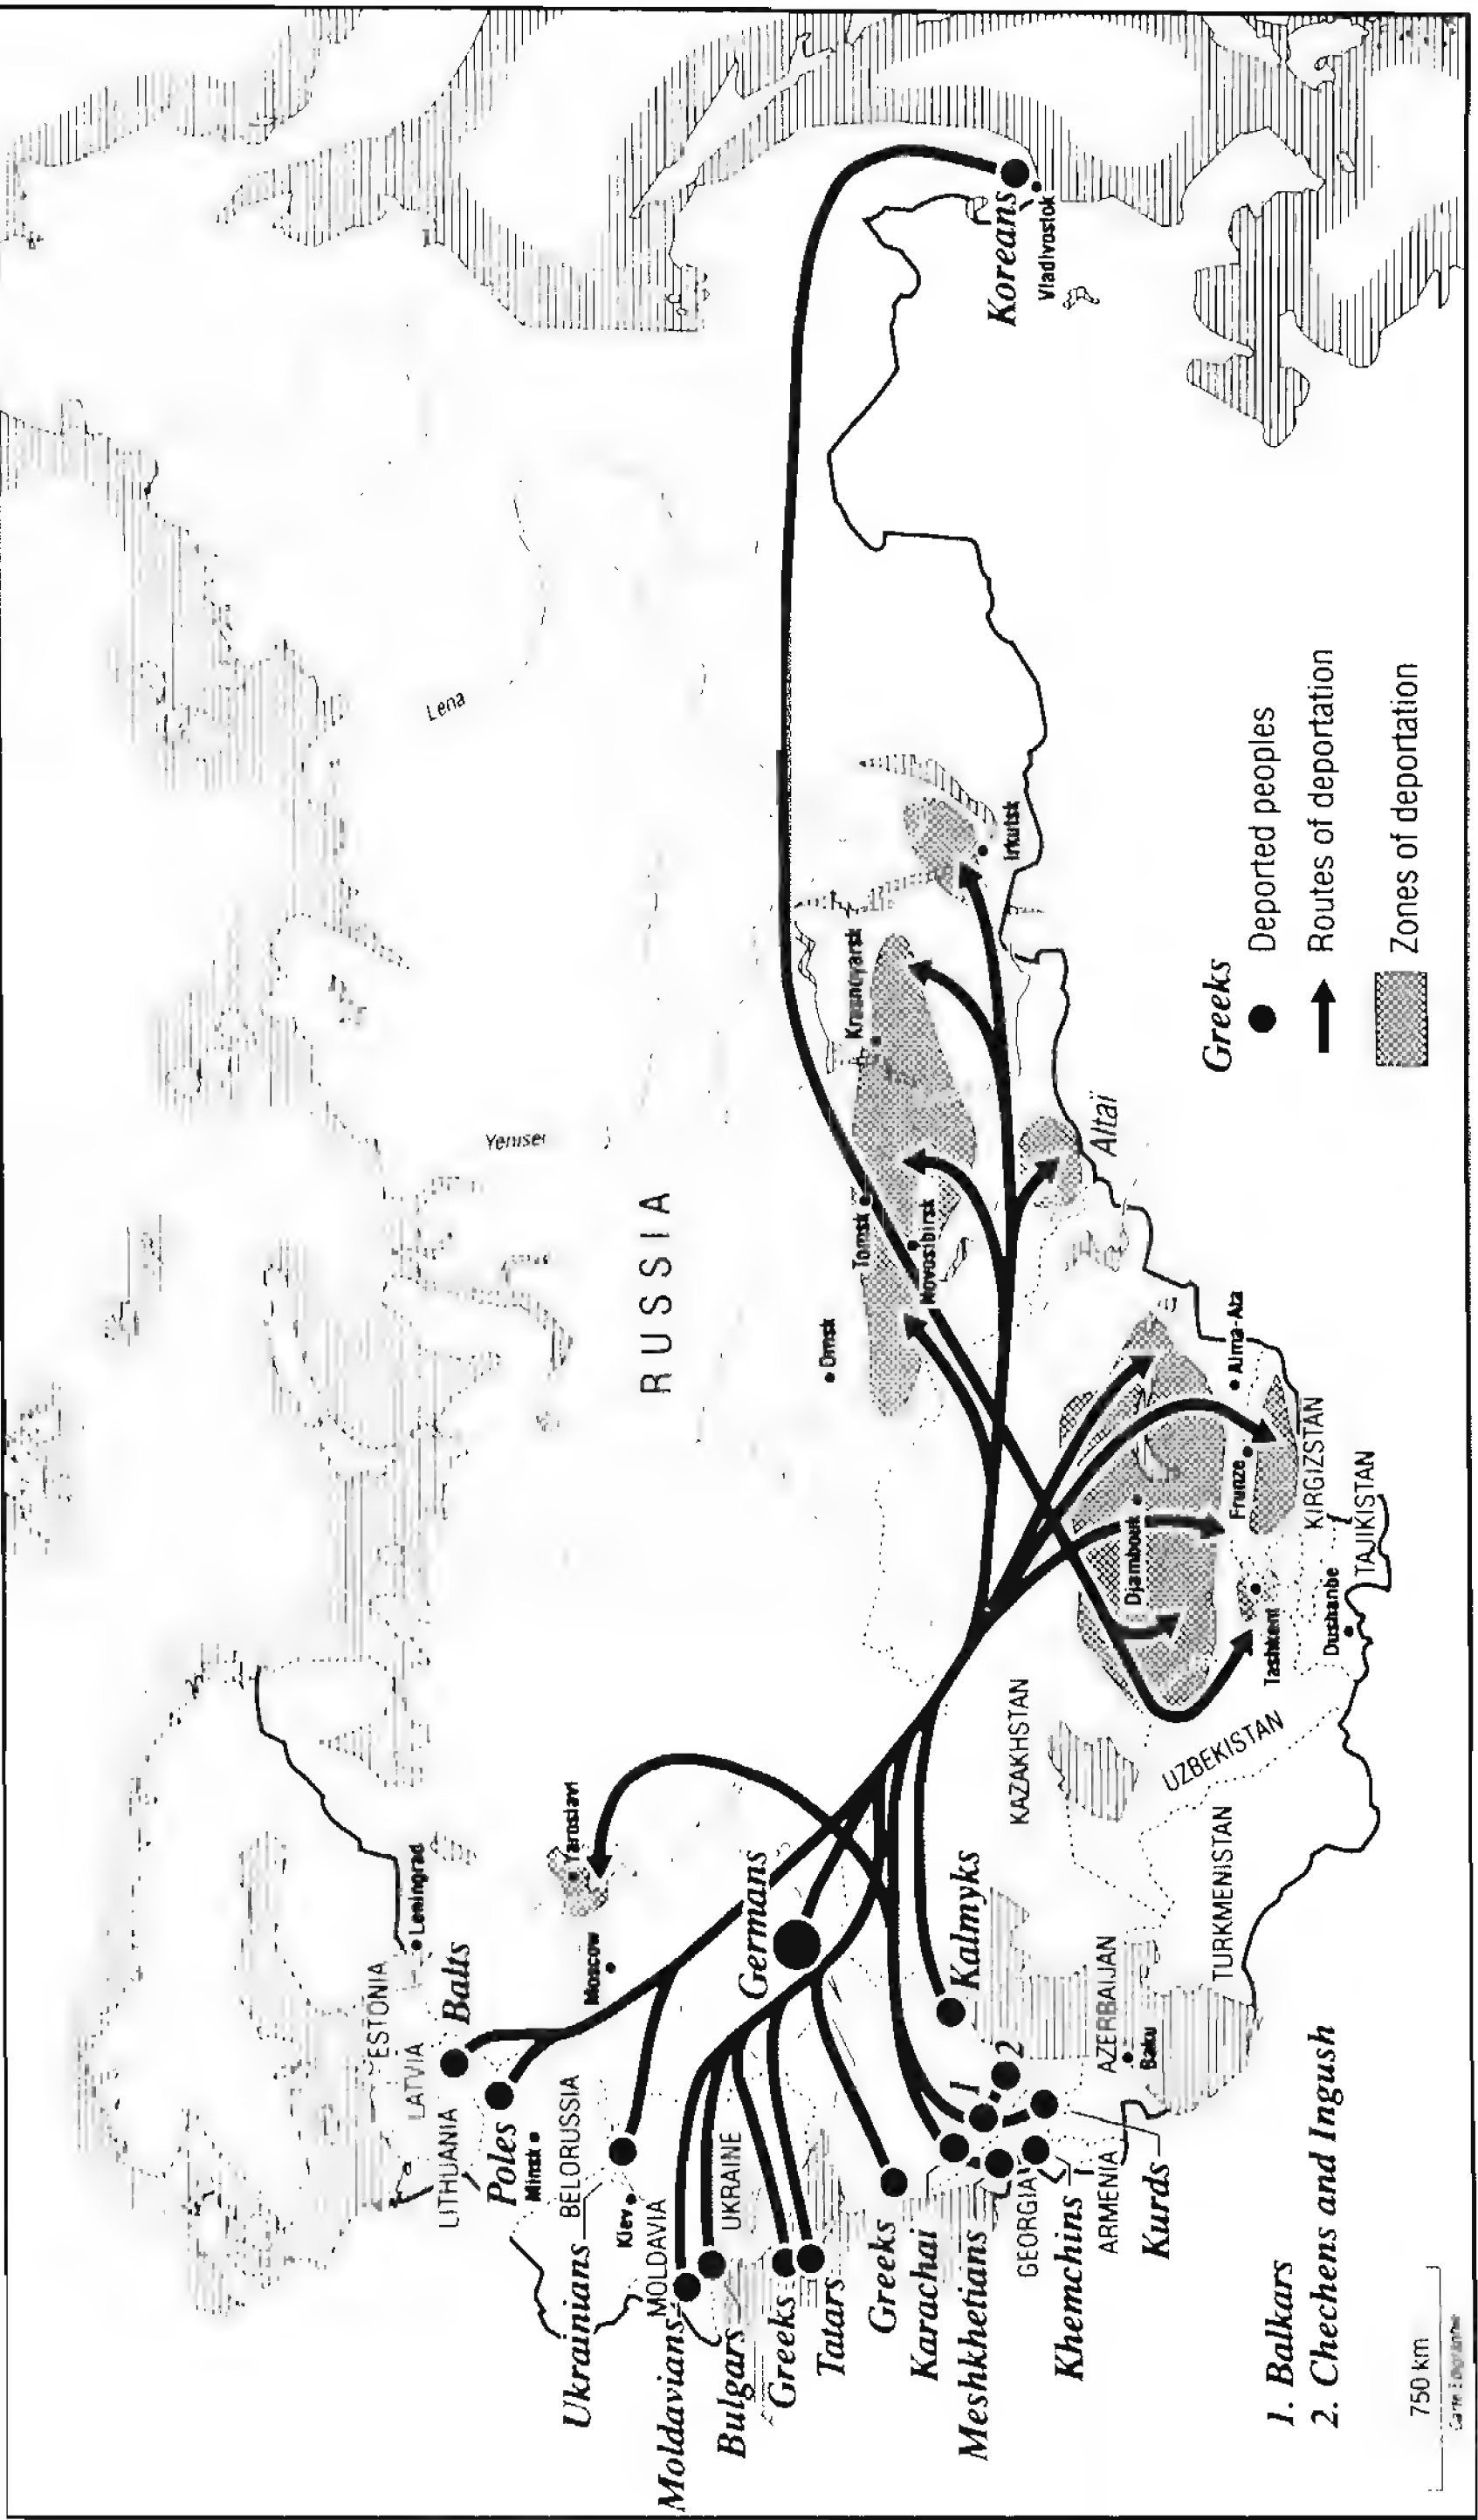 RUSSIA
Lena
Yenisei
Leningrad
ESTONIA
LATVIA
LITHUANIA
Balts
Poles
Minsk
BELORUSSIA
Yaroslavl
Moscow
Ukrainians
Kiev
MOLDAVIA
Moldavians
Bulgars
UKRAINE
Germans
Greeks
Tatars
Greeks
Karachai
Meshkhetians
GEORGIA
Khemchins
ARMENIA
Kurds
1
2
Kalmyks
AZERBAIJAN
Baku
KAZAKHSTAN
UZBEKISTAN
TURKMENISTAN
Omsk
Tomsk
Novosibirsk
Krasnoyarsk
Irkutsk
Altaï
Alma-Ata
Djamboul
Frunze
KIRGIZSTAN
Tashkent
Dushanbe
TAJIKISTAN
Koreans
Vladivostok
1. Balkars
2. Chechens and Ingush
Greeks
Deported peoples
Routes of deportation
Zones of deportation
750 km